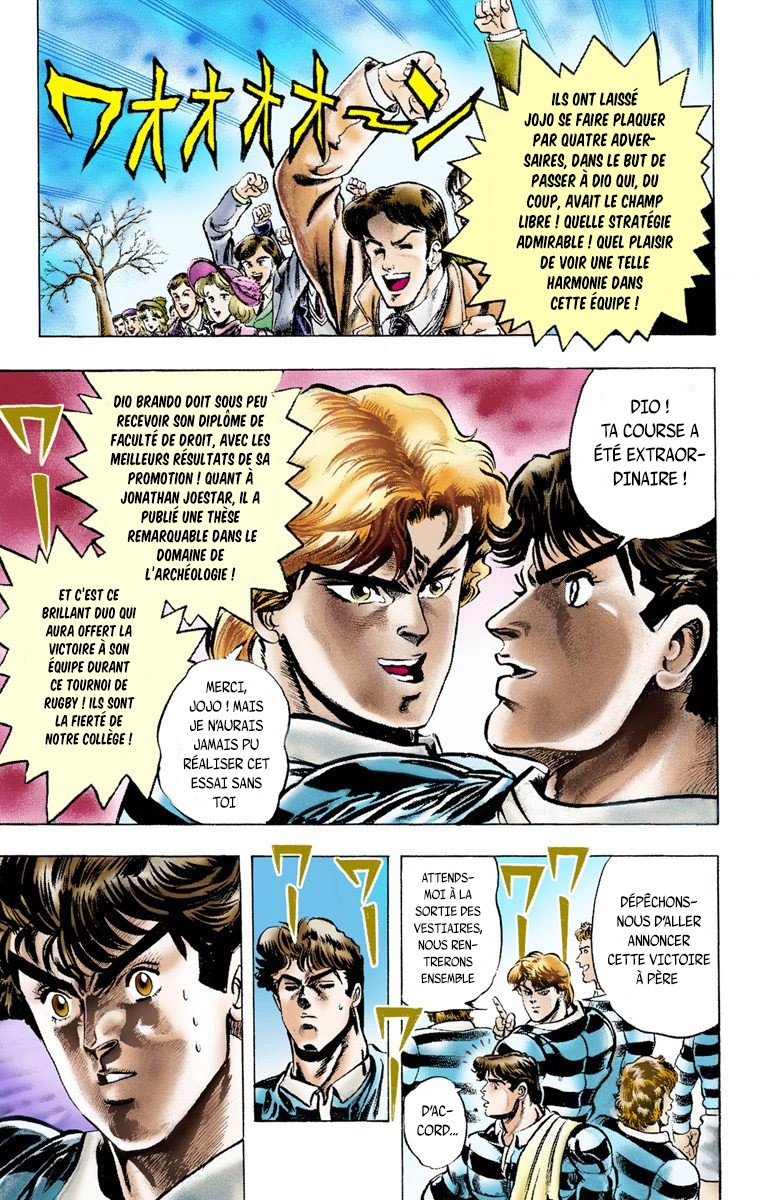 ワオオオオーン
ILS ONT LAISSÉ
JOJO SE FAIRE PLAQUER
PAR QUATRE ADVER-
SAIRES, DANS LE BUT DE
PASSER À DIO QUI, DU
COUP, AVAIT LE CHAMP
LIBRE ! QUELLE STRATÉGIE
ADMIRABLE ! QUEL PLAISIR
DE VOIR UNE TELLE
HARMONIE DANS
CETTE ÉQUIPE !
ワー
DIO BRANDO DOIT SOUS PEU
RECEVOIR SON DIPLÔME DE
FACULTÉ DE DROIT, AVEC LES
MEILLEURS RÉSULTATS DE SA
PROMOTION ! QUANT À
JONATHAN JOESTAR, IL A
PUBLIÉ UNE THÈSE
REMARQUABLE DANS LE
DOMAINE DE
L'ARCHÉOLOGIE !
ET C'EST CE
BRILLANT DUO QUI
AURA OFFERT LA
VICTOIRE À SON
ÉQUIPE DURANT
CE TOURNOI DE
RUGBY ! ILS SONT
LA FIERTÉ DE
NOTRE COLLÈGE !
DIO !
TA COURSE A
ÉTÉ EXTRAOR-
DINAIRE !
MERCI,
JOJO ! MAIS
JE N'AURAIS
JAMAIS PU
RÉALISER CET
ESSAI SANS
TOI
ワー
ワー
ワー
ワー
ワー
ATTENDS-
MOI À LA
SORTIE DES
VESTIAIRES,
NOUS REN-
TRERONS
ENSEMBLE
DÉPÊCHONS-
NOUS D'ALLER
ANNONCER
CETTE VICTOIRE
À PÈRE
D'AC-
CORD...